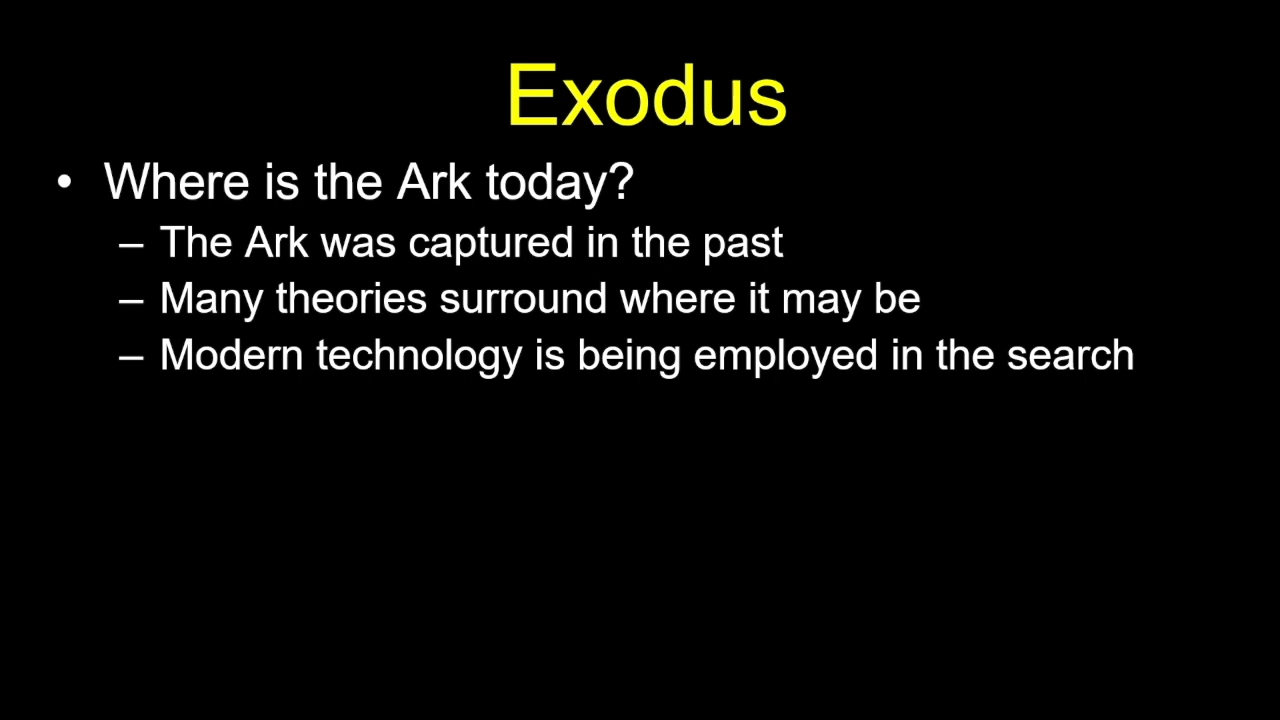 Exodus
• Where is the Ark today?
– The Ark was captured in the past
– Many theories surround where it may be
– Modern technology is being employed in the search